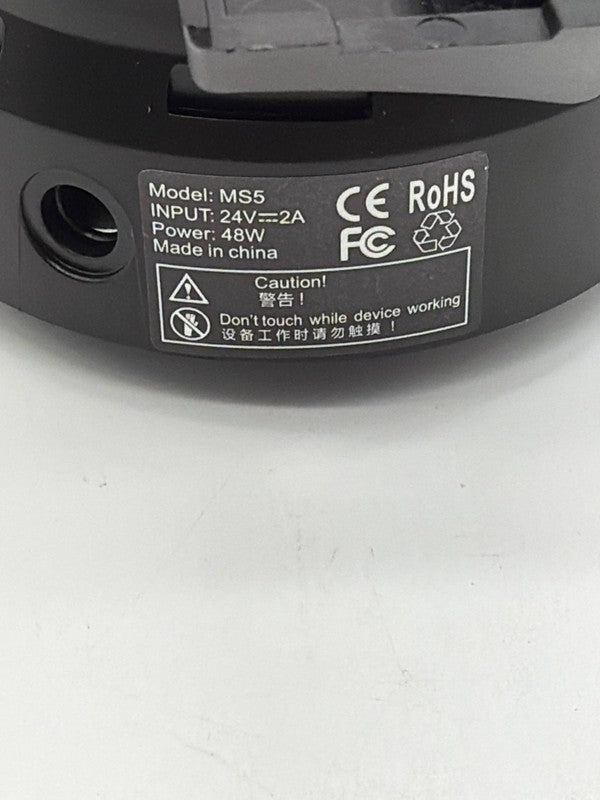 Model: MS5
INPUT: 24V⎓2A
Power: 48W
Made in china
CE RoHS
FC
Caution!
警告！
Don't touch while device working
设备工作时请勿触摸！